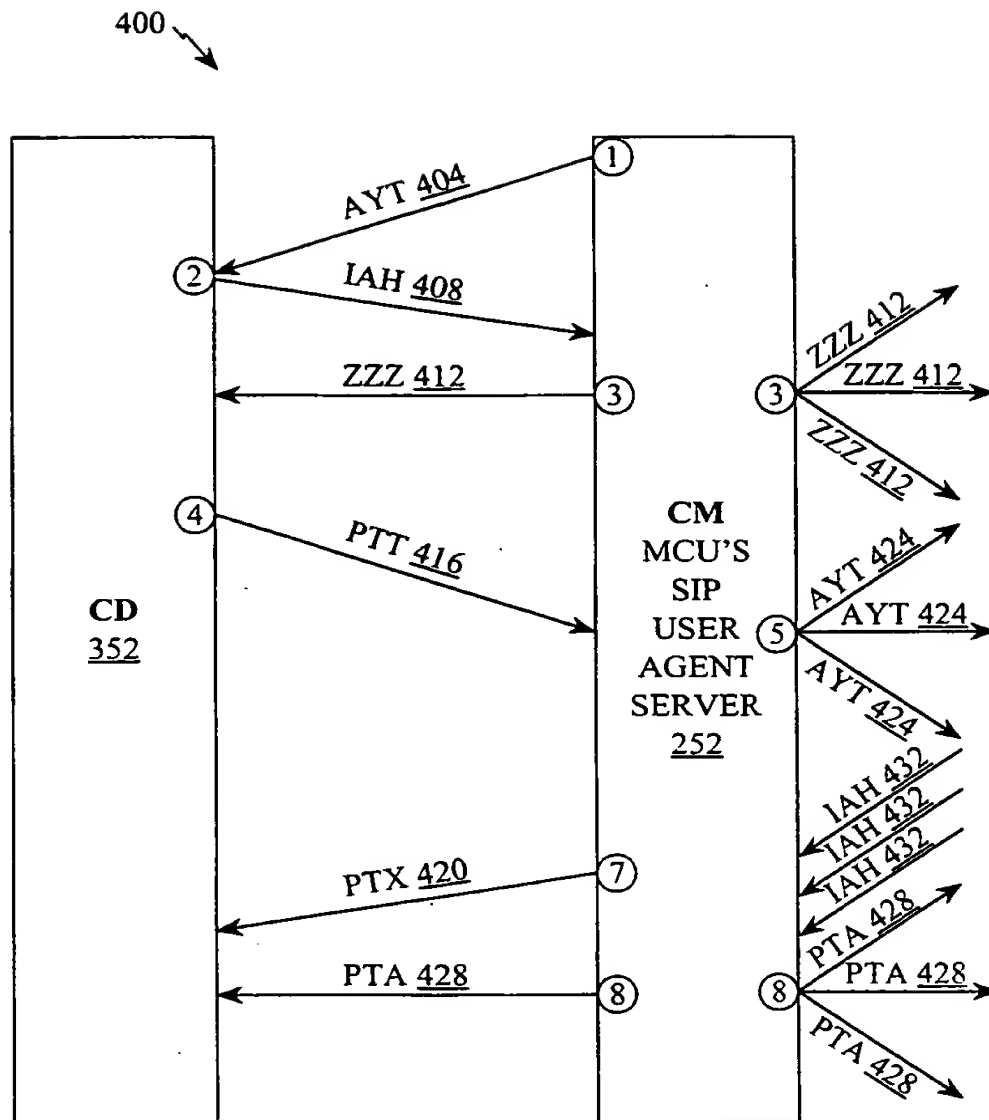 400
1
AYT 404
2
IAH 408
ZZZ 412
3
3
ZZZ 412
ZZZ 412
ZZZ 412
4
PTT 416
CD
352
CM
MCU'S
SIP
USER
AGENT
SERVER
252
5
AYT 424
AYT 424
AYT 424
IAH 432
IAH 432
IAH 432
PTX 420
7
PTA 428
8
8
PTA 428
PTA 428
PTA 428